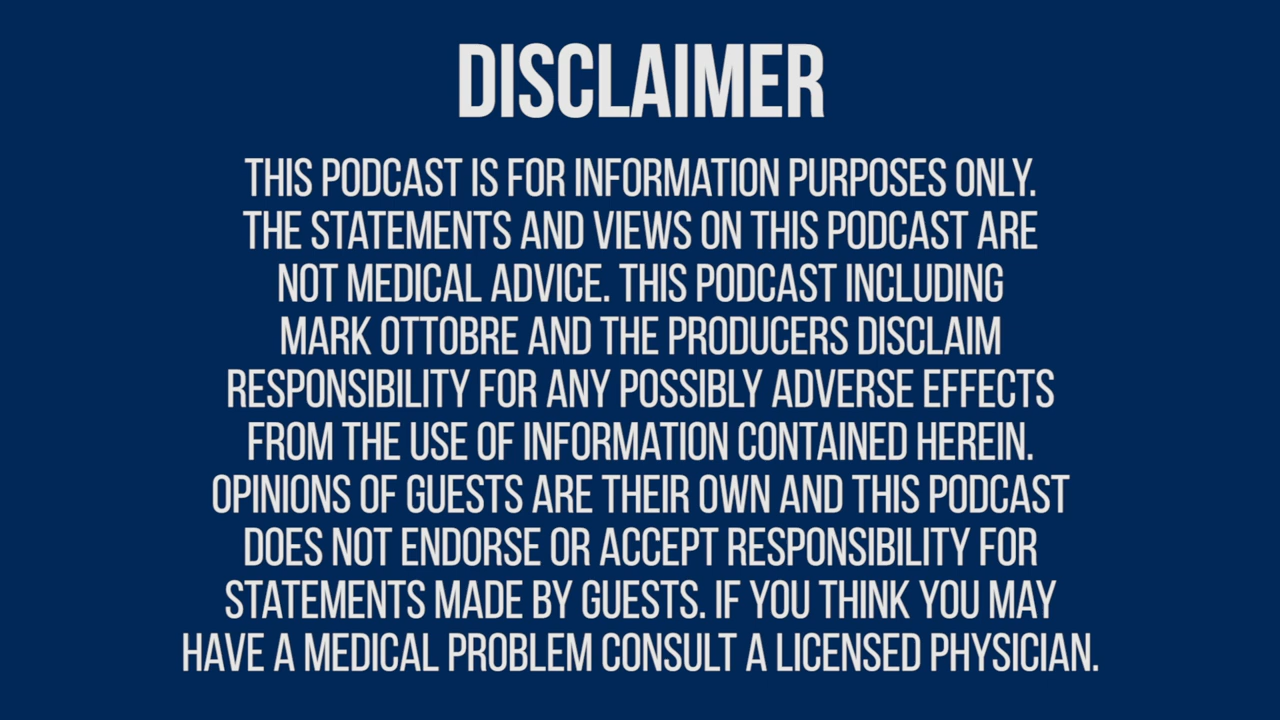 DISCLAIMER
THIS PODCAST IS FOR INFORMATION PURPOSES ONLY.
THE STATEMENTS AND VIEWS ON THIS PODCAST ARE
NOT MEDICAL ADVICE. THIS PODCAST INCLUDING
MARK OTTOBRE AND THE PRODUCERS DISCLAIM
RESPONSIBILITY FOR ANY POSSIBLY ADVERSE EFFECTS
FROM THE USE OF INFORMATION CONTAINED HEREIN.
OPINIONS OF GUESTS ARE THEIR OWN AND THIS PODCAST
DOES NOT ENDORSE OR ACCEPT RESPONSIBILITY FOR
STATEMENTS MADE BY GUESTS. IF YOU THINK YOU MAY
HAVE A MEDICAL PROBLEM CONSULT A LICENSED PHYSICIAN.